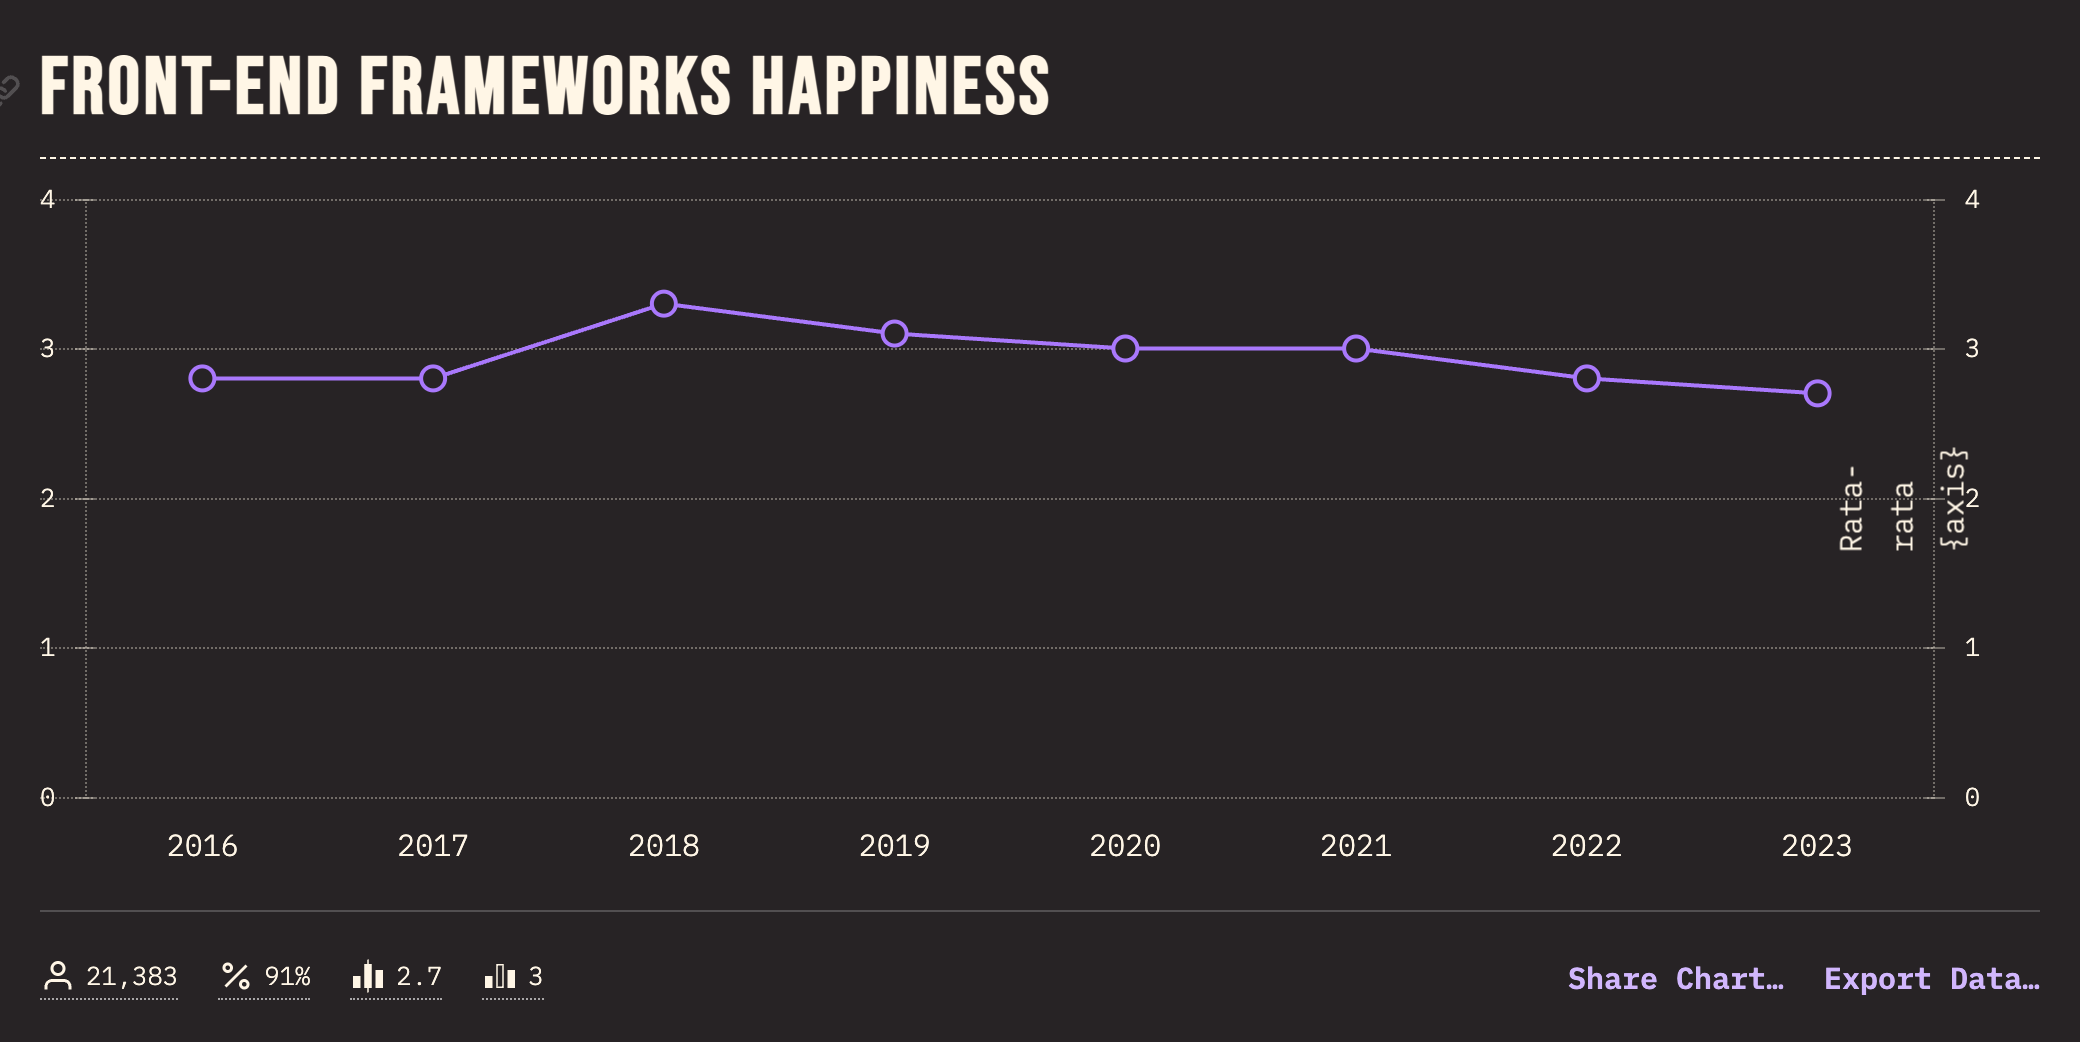 FRONT-END FRAMEWORKS HAPPINESS
4 4
3 3
2 2
1 1
0 0
Rata-
rata
{axis}
2016 2017 2018 2019 2020 2021 2022 2023
21,383 91% 2.7 3 Share Chart… Export Data…